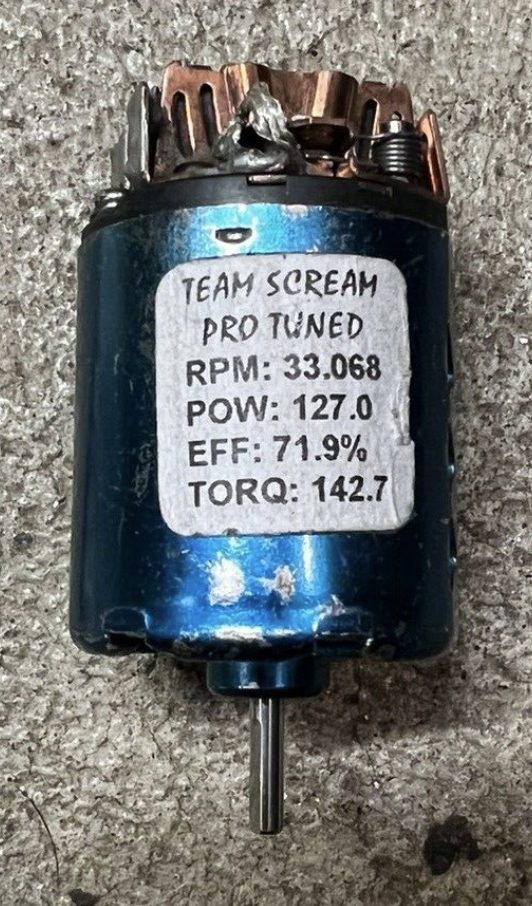 TEAM SCREAM
PRO TUNED
RPM: 33.068
POW: 127.0
EFF: 71.9%
TORQ: 142.7